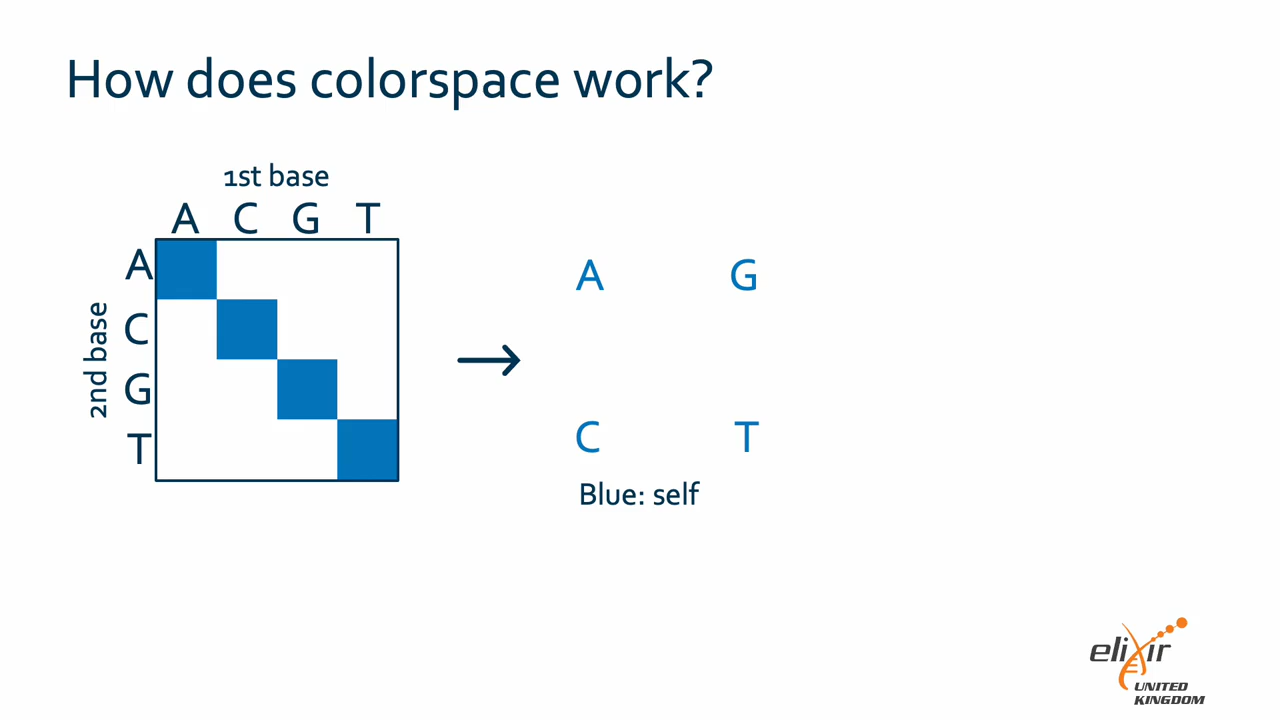 How does colorspace work?
1st base
A C G T
2nd base
A
C
G
T
→
A G
C T
Blue: self
elixir
UNITED
KINGDOM